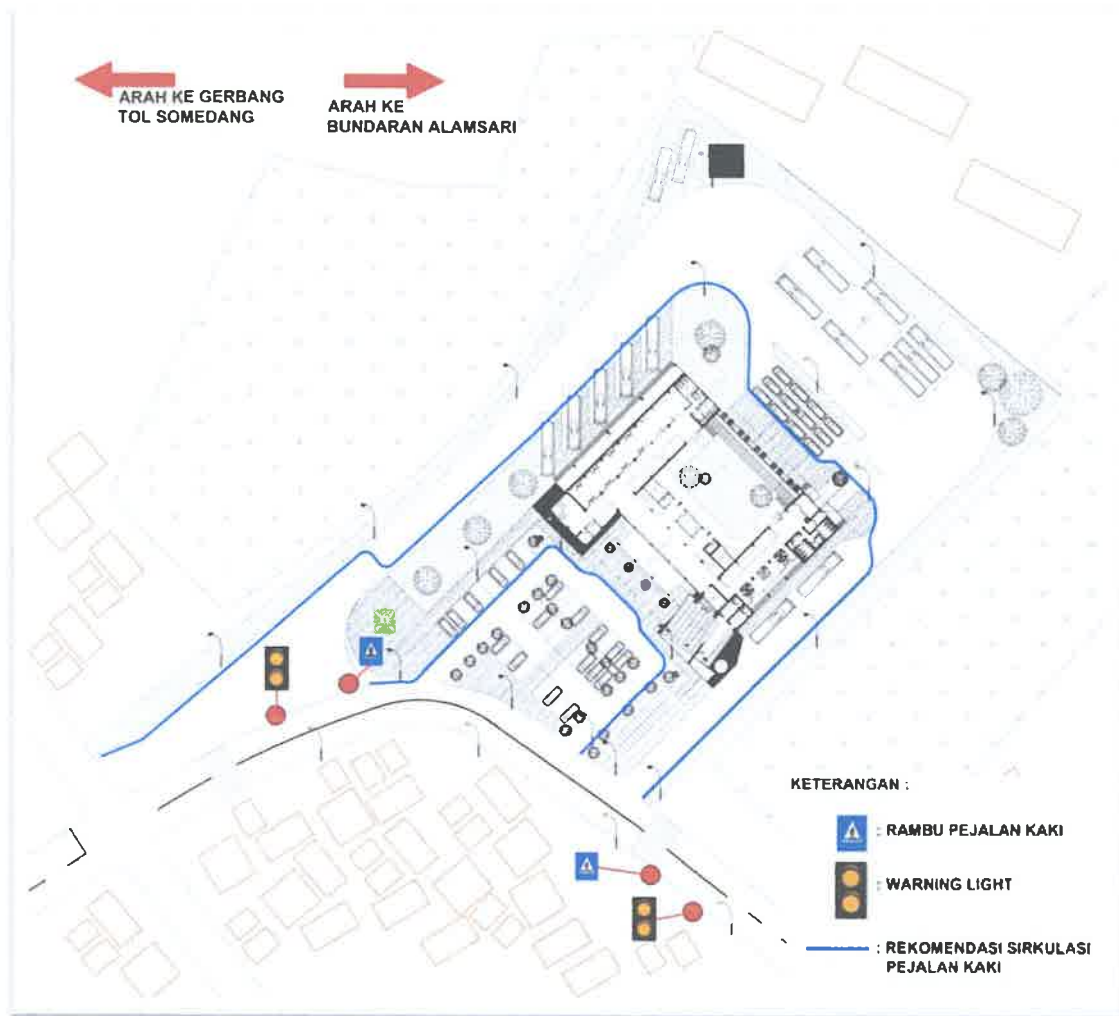 ARAH KE GERBANG
TOL SOMEDANG
ARAH KE
BUNDARAN ALAMSARI
KETERANGAN :
: RAMBU PEJALAN KAKI
: WARNING LIGHT
: REKOMENDASI SIRKULASI
PEJALAN KAKI